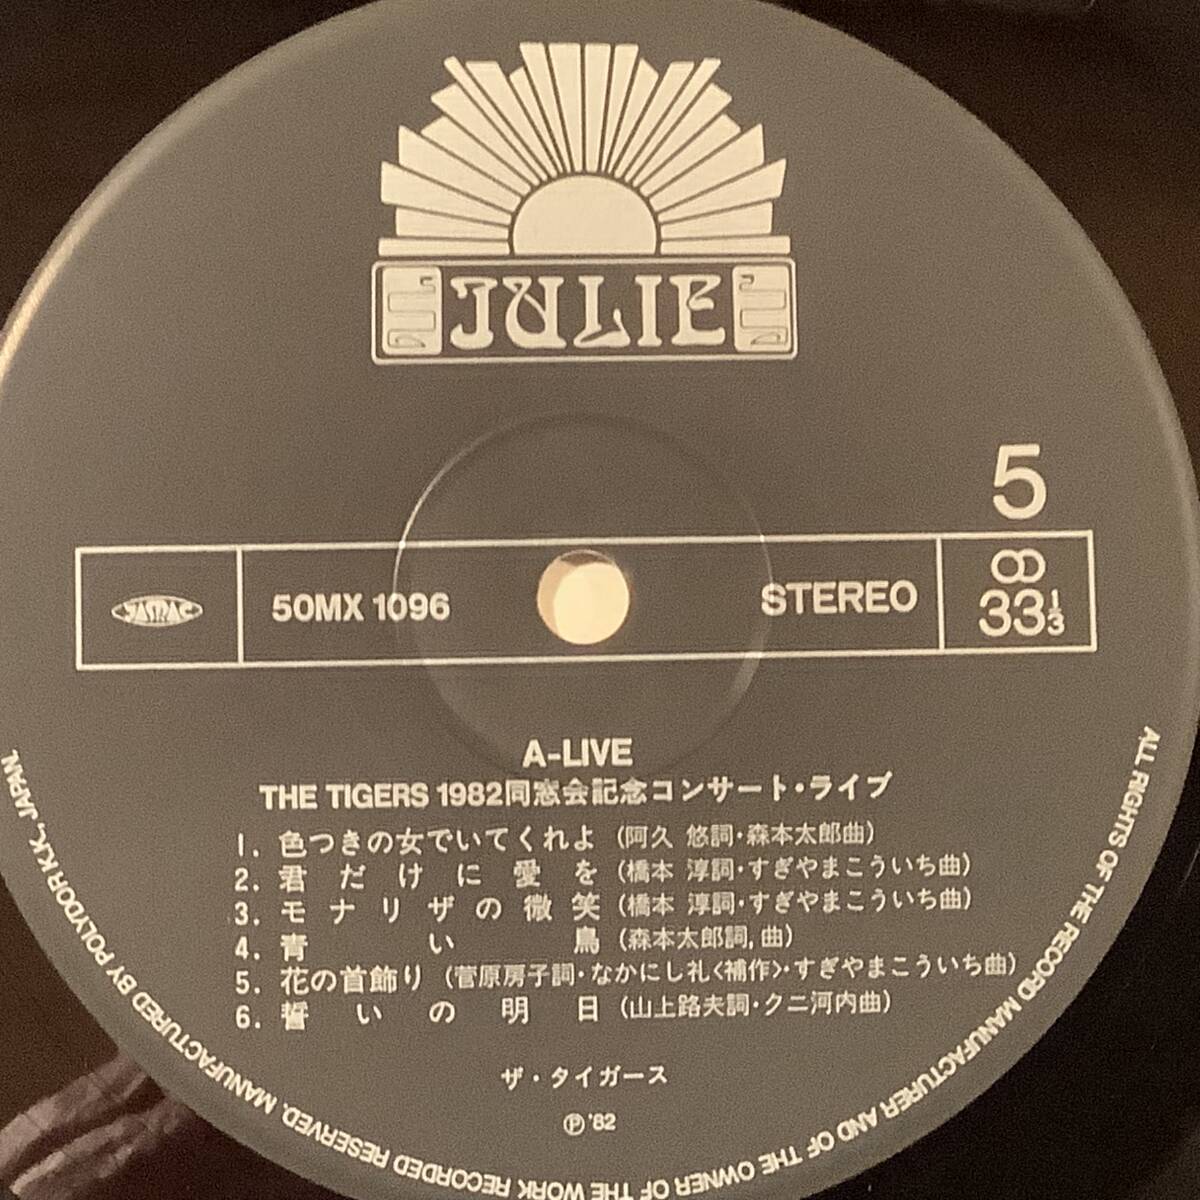 JULIE
5
JASRAC
50MX 1096
STEREO
33 1/3
A-LIVE
THE TIGERS 1982同窓会記念コンサート・ライブ
1. 色つきの女でいてくれよ (阿久 悠詞・森本太郎曲)
2. 君だけに愛を (橋本 淳詞・すぎやまこういち曲)
3. モナリザの微笑 (橋本 淳詞・すぎやまこういち曲)
4. 青い鳥 (森本太郎詞,曲)
5. 花の首飾り (菅原房子詞・なかにし礼<補作>・すぎやまこういち曲)
6. 誓いの明日 (山上路夫詞・クニ河内曲)
ザ・タイガース
Ⓟ '82
ALL RIGHTS OF THE RECORD MANUFACTURER AND OF THE OWNER OF THE WORK RECORDED RESERVED. MANUFACTURED BY POLYDOR K.K., JAPAN.